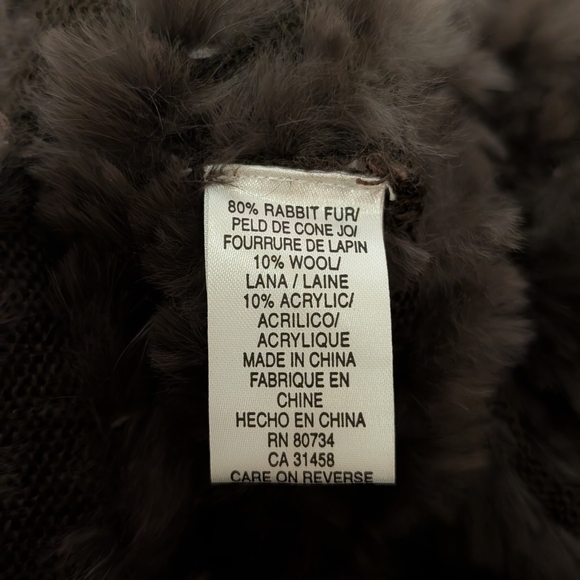 80% RABBIT FUR/
PELD DE CONE JO/
FOURRURE DE LAPIN
10% WOOL/
LANA / LAINE
10% ACRYLIC/
ACRILICO/
ACRYLIQUE
MADE IN CHINA
FABRIQUE EN
CHINE
HECHO EN CHINA
RN 80734
CA 31458
CARE ON REVERSE